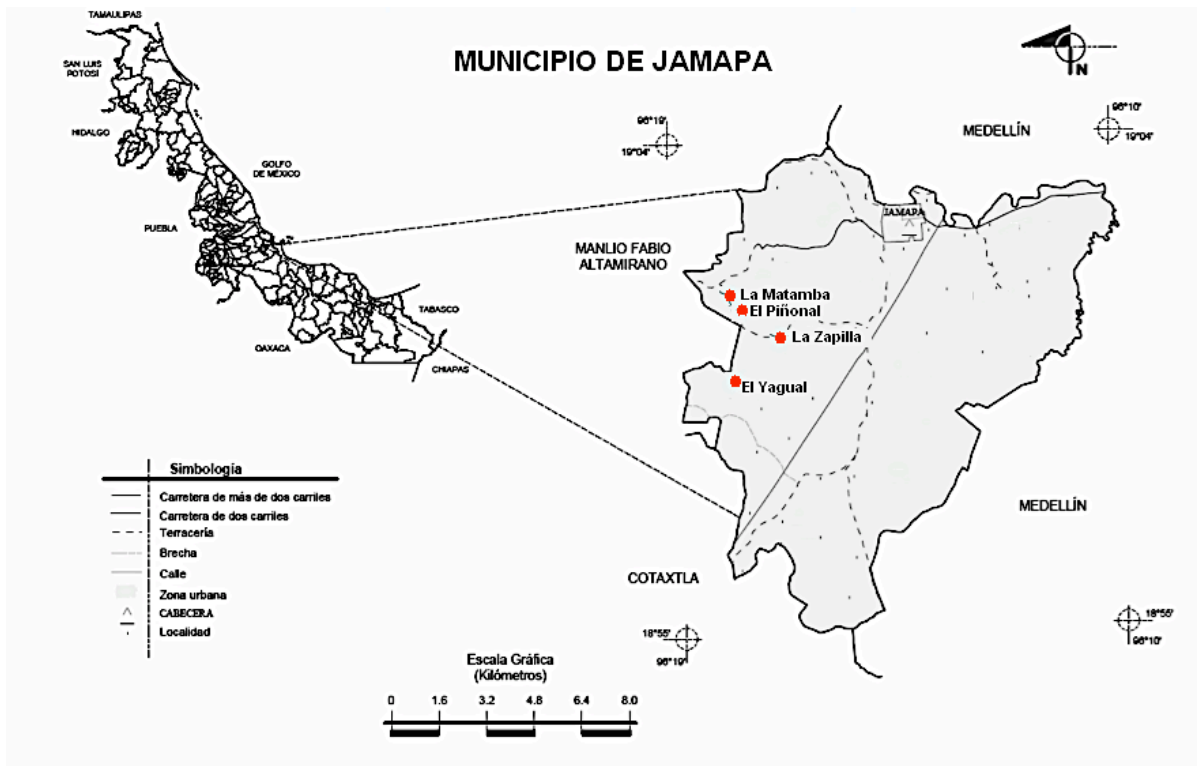 TAMAULIPAS
SAN LUIS
POTOSÍ
HIDALGO
GOLFO
DE MÉXICO
PUEBLA
TABASCO
OAXACA
CHIAPAS
MUNICIPIO DE JAMAPA
N
96°19'
19°04'
96°10'
19°04'
MEDELLÍN
JAMAPA
MANLIO FABIO
ALTAMIRANO
La Matamba
El Piñonal
La Zapilla
El Yagual
MEDELLÍN
COTAXTLA
18°55'
96°19'
18°55'
96°10'
Simbología
Carretera de más de dos carriles
Carretera de dos carriles
Terracería
Brecha
Calle
Zona urbana
CABECERA
Localidad
Escala Gráfica
(Kilómetros)
0 1.6 3.2 4.8 6.4 8.0